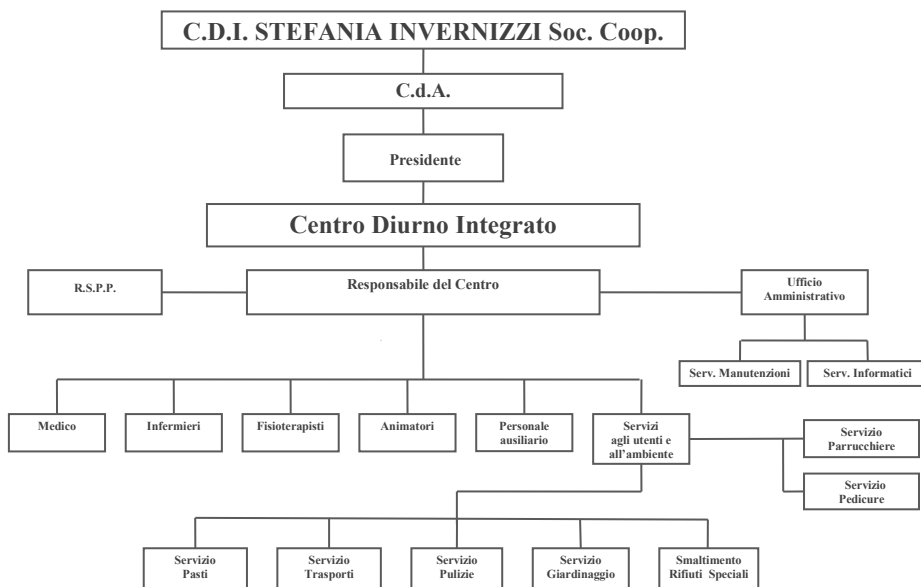 C.D.I. STEFANIA INVERNIZZI Soc. Coop.
C.d.A.
Presidente
Centro Diurno Integrato
R.S.P.P.
Responsabile del Centro
Ufficio
Amministrativo
Serv. Manutenzioni
Serv. Informatici
Medico
Infermieri
Fisioterapisti
Animatori
Personale
ausiliario
Servizi
agli utenti e
all’ambiente
Servizio
Parrucchiere
Servizio
Pedicure
Servizio
Pasti
Servizio
Trasporti
Servizio
Pulizie
Servizio
Giardinaggio
Smaltimento
Rifiuti Speciali